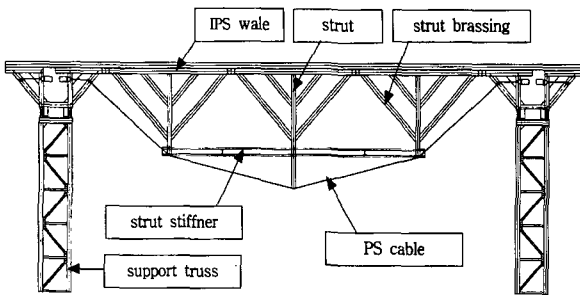 IPS wale
strut
strut brassing
strut stiffner
PS cable
support truss